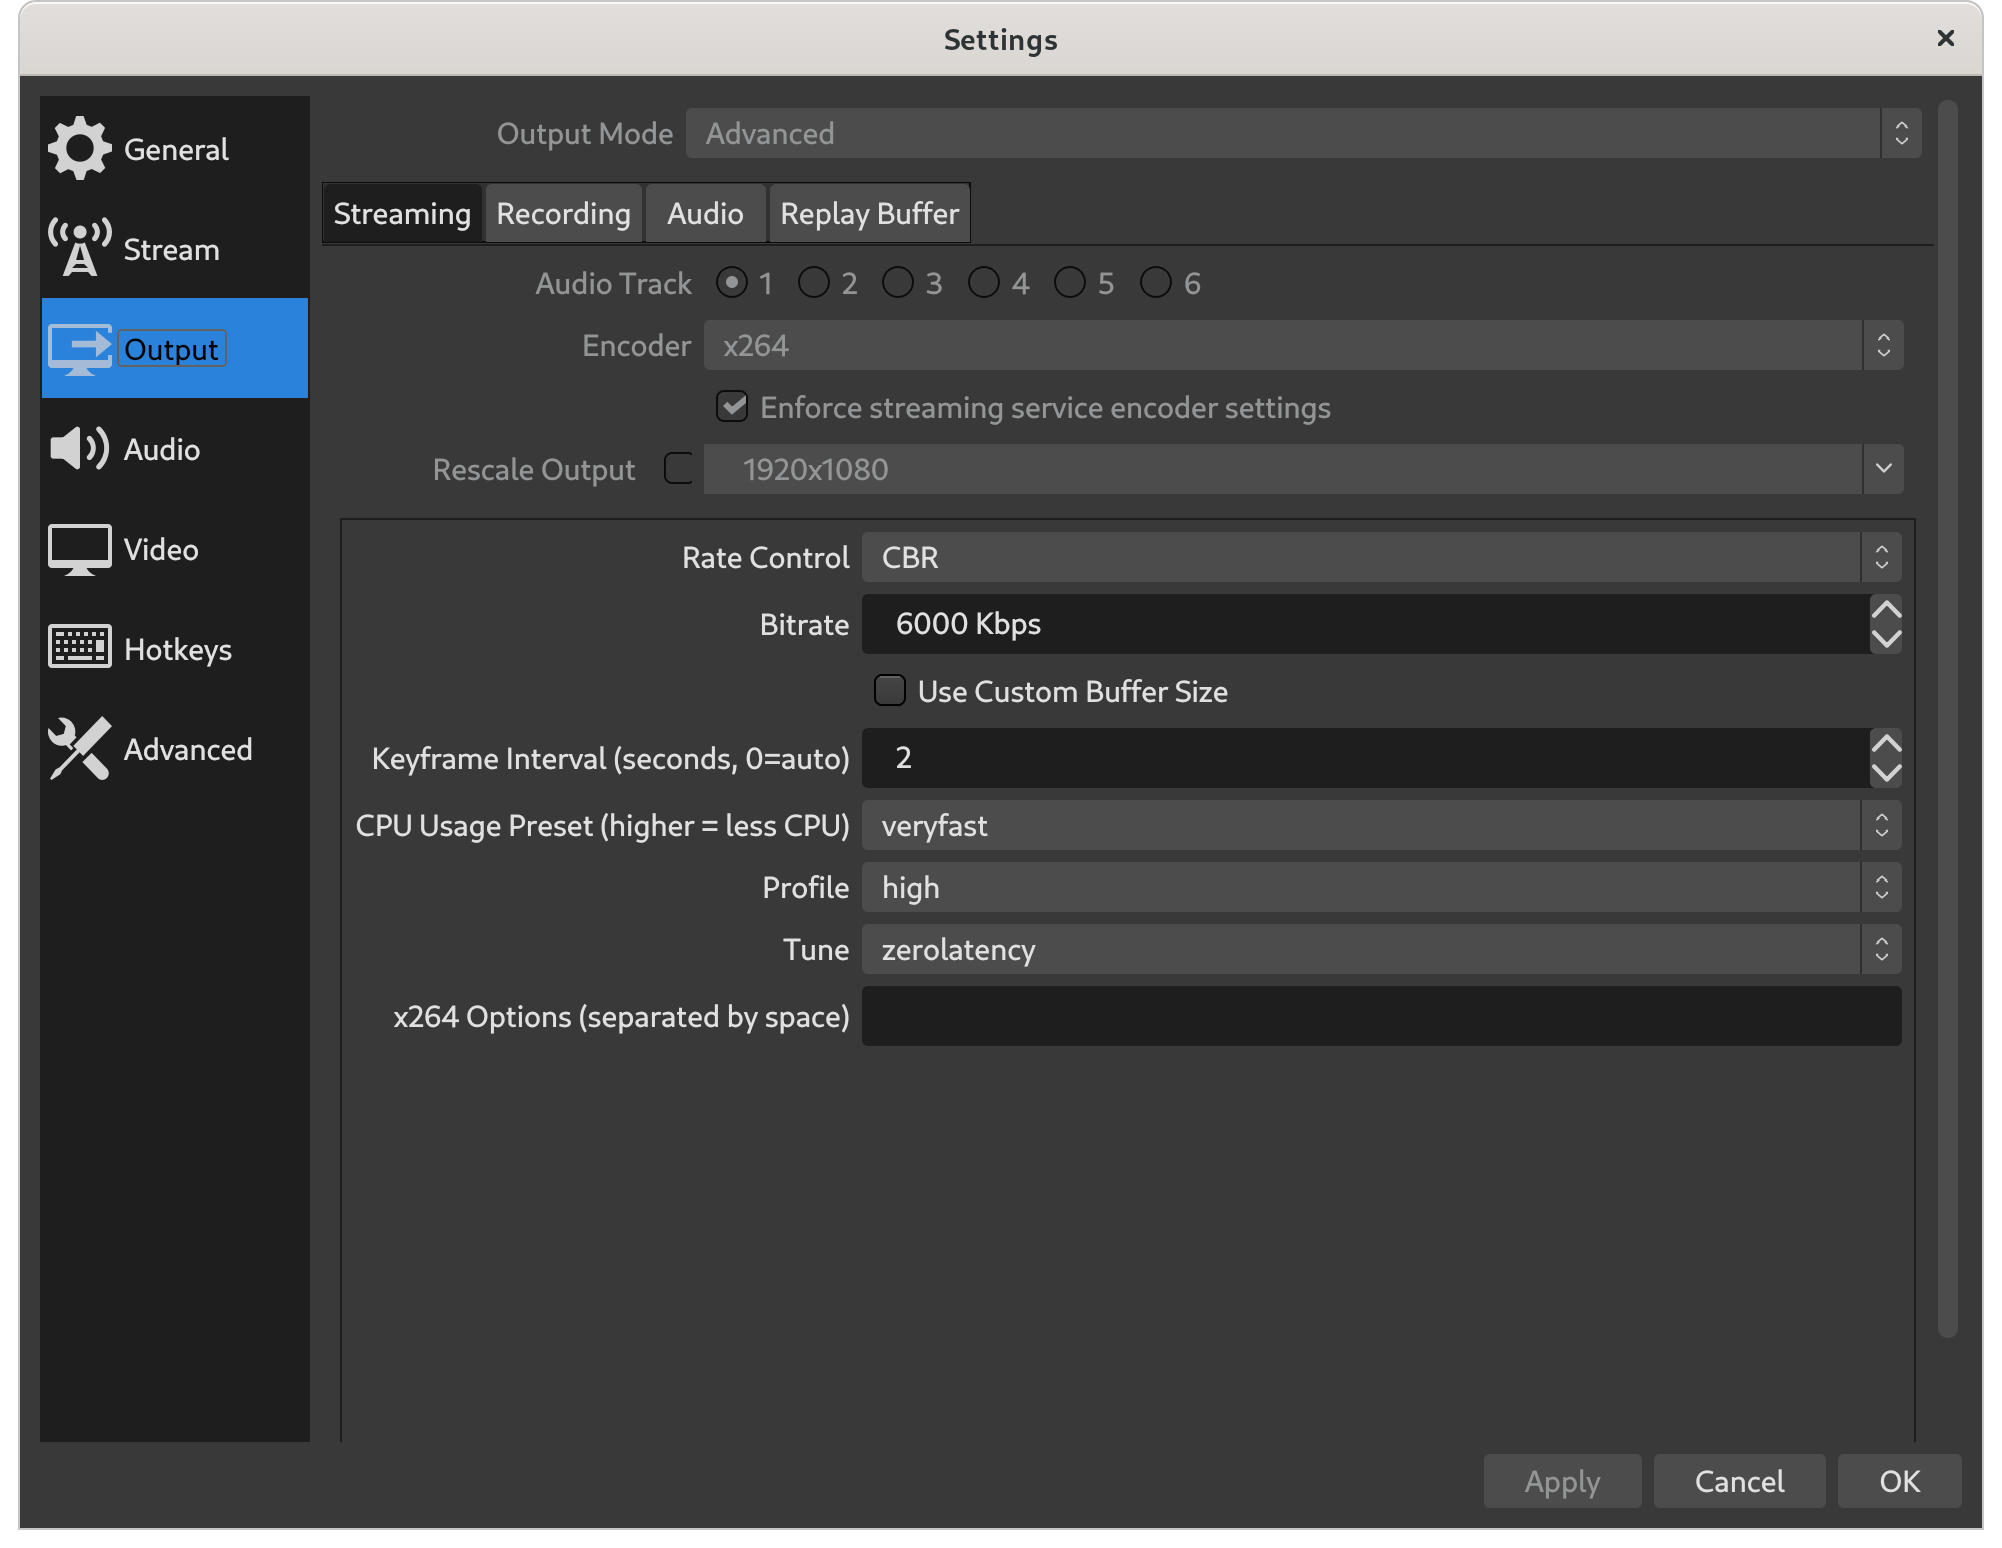 Settings
General
Stream
Output
Audio
Video
Hotkeys
Advanced
Output Mode Advanced
Streaming Recording Audio Replay Buffer
Audio Track 1 2 3 4 5 6
Encoder x264
Enforce streaming service encoder settings
Rescale Output 1920x1080
Rate Control CBR
Bitrate 6000 Kbps
Use Custom Buffer Size
Keyframe Interval (seconds, 0=auto) 2
CPU Usage Preset (higher = less CPU) veryfast
Profile high
Tune zerolatency
x264 Options (separated by space)
Apply Cancel OK